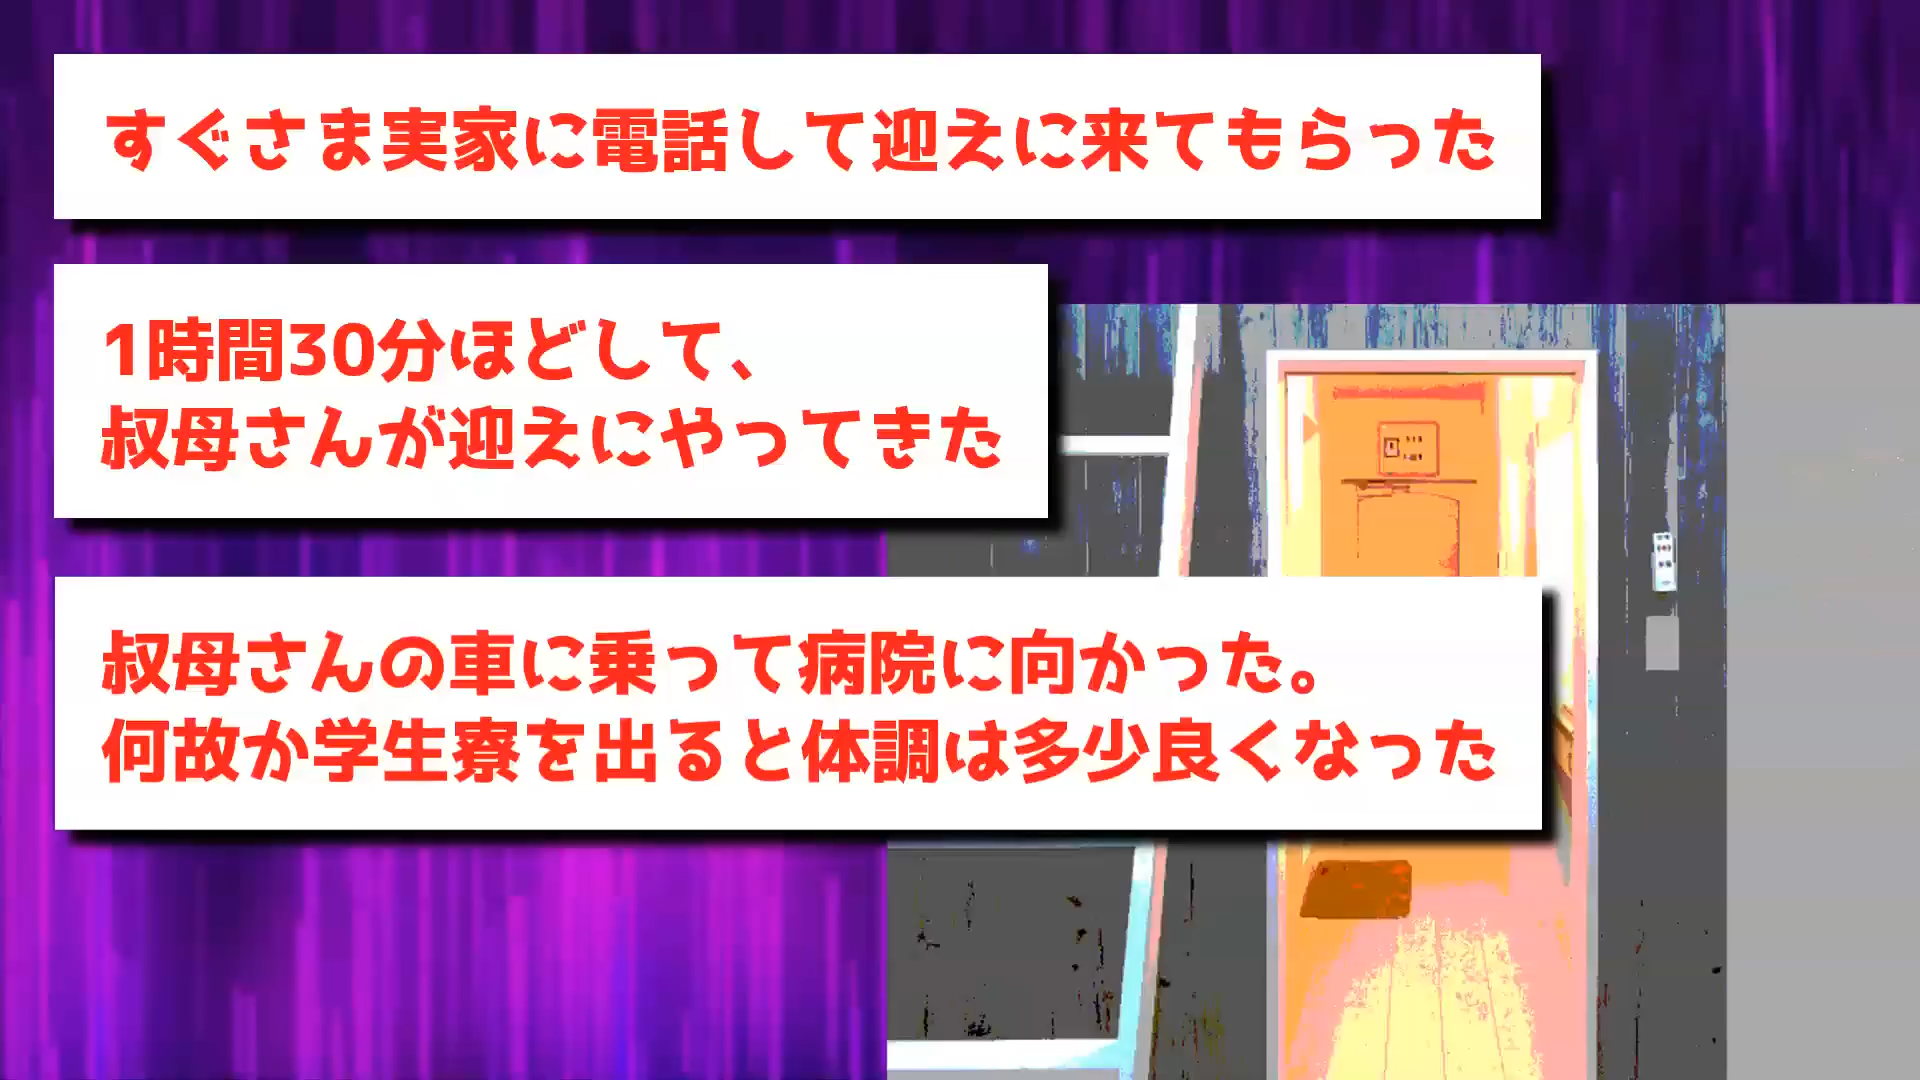 すぐさま実家に電話して迎えに来てもらった
1時間30分ほどして、
叔母さんが迎えにやってきた
叔母さんの車に乗って病院に向かった。
何故か学生寮を出ると体調は多少良くなった